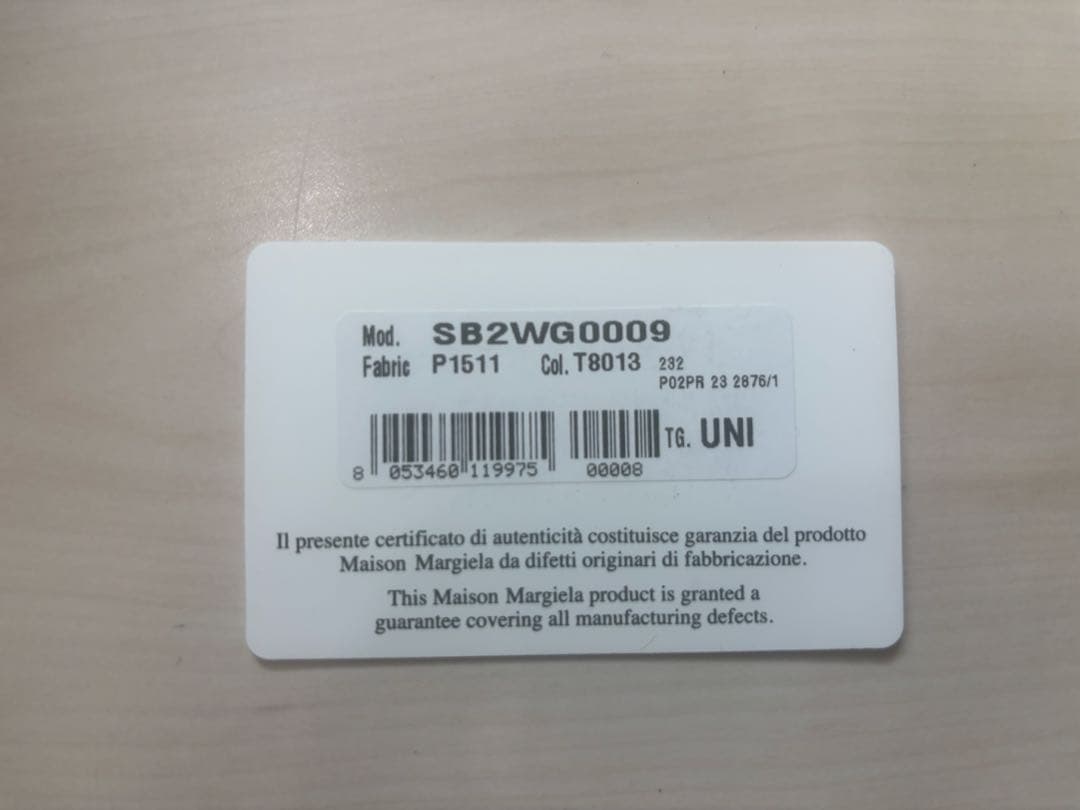 Mod. SB2WG0009
Fabric P1511 Col. T8013 232
P02PR 23 2876/1
TG. UNI
8 053460 119975 00008
Il presente certificato di autenticità costituisce garanzia del prodotto
Maison Margiela da difetti originari di fabbricazione.
This Maison Margiela product is granted a
guarantee covering all manufacturing defects.